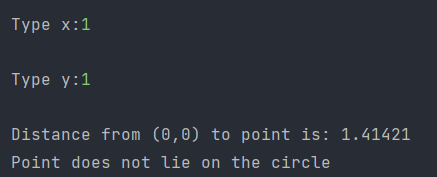 Type x:1
Type y:1
Distance from (0,0) to point is: 1.41421
Point does not lie on the circle